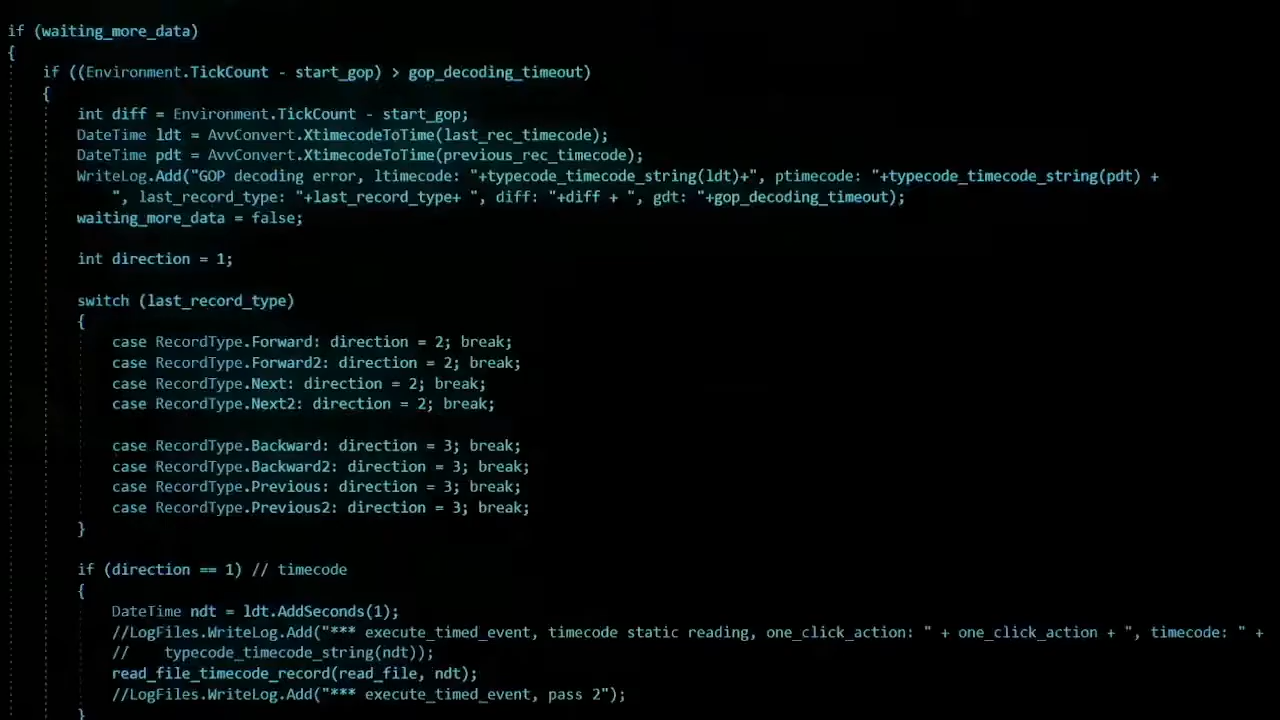 if (waiting_more_data)
{
if ((Environment.TickCount - start_gop) > gop_decoding_timeout)
{
int diff = Environment.TickCount - start_gop;
DateTime ldt = AvvConvert.XtimecodeToTime(last_rec_timecode);
DateTime pdt = AvvConvert.XtimecodeToTime(previous_rec_timecode);
WriteLog.Add("GOP decoding error, ltimecode: "+typecode_timecode_string(ldt)+", ptimecode: "+typecode_timecode_string(pdt) +
", last_record_type: "+last_record_type+ ", diff: "+diff + ", gdt: "+gop_decoding_timeout);
waiting_more_data = false;
int direction = 1;
switch (last_record_type)
{
case RecordType.Forward: direction = 2; break;
case RecordType.Forward2: direction = 2; break;
case RecordType.Next: direction = 2; break;
case RecordType.Next2: direction = 2; break;
case RecordType.Backward: direction = 3; break;
case RecordType.Backward2: direction = 3; break;
case RecordType.Previous: direction = 3; break;
case RecordType.Previous2: direction = 3; break;
}
if (direction == 1) // timecode
{
DateTime ndt = ldt.AddSeconds(1);
//LogFiles.WriteLog.Add("*** execute_timed_event, timecode static reading, one_click_action: " + one_click_action + ", timecode: " +
// typecode_timecode_string(ndt));
read_file_timecode_record(read_file, ndt);
//LogFiles.WriteLog.Add("*** execute_timed_event, pass 2");
}